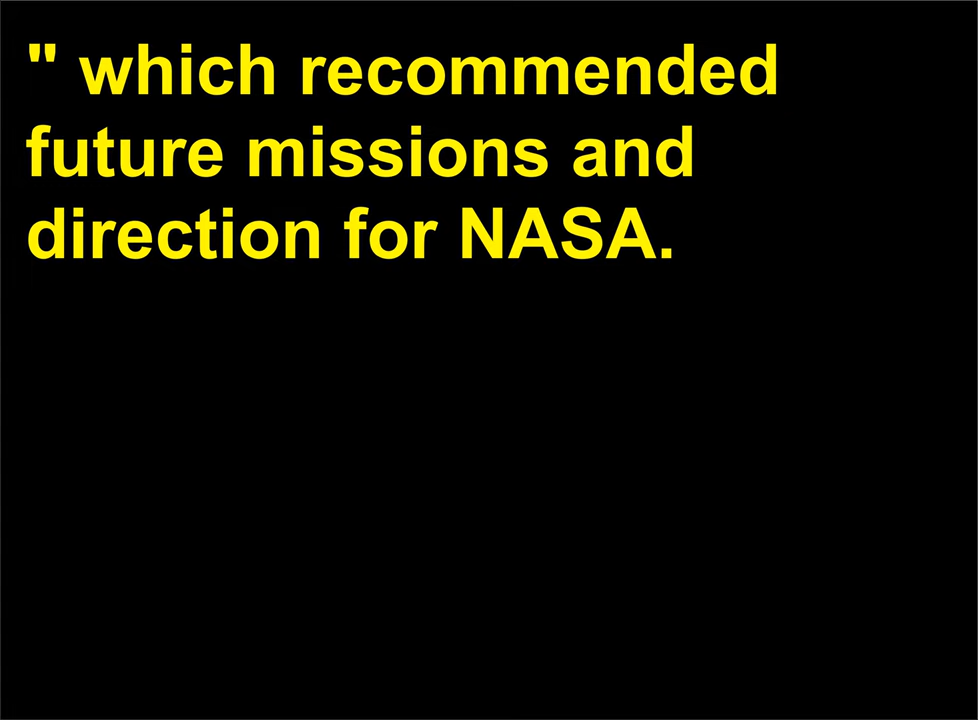 " which recommended
future missions and
direction for NASA.